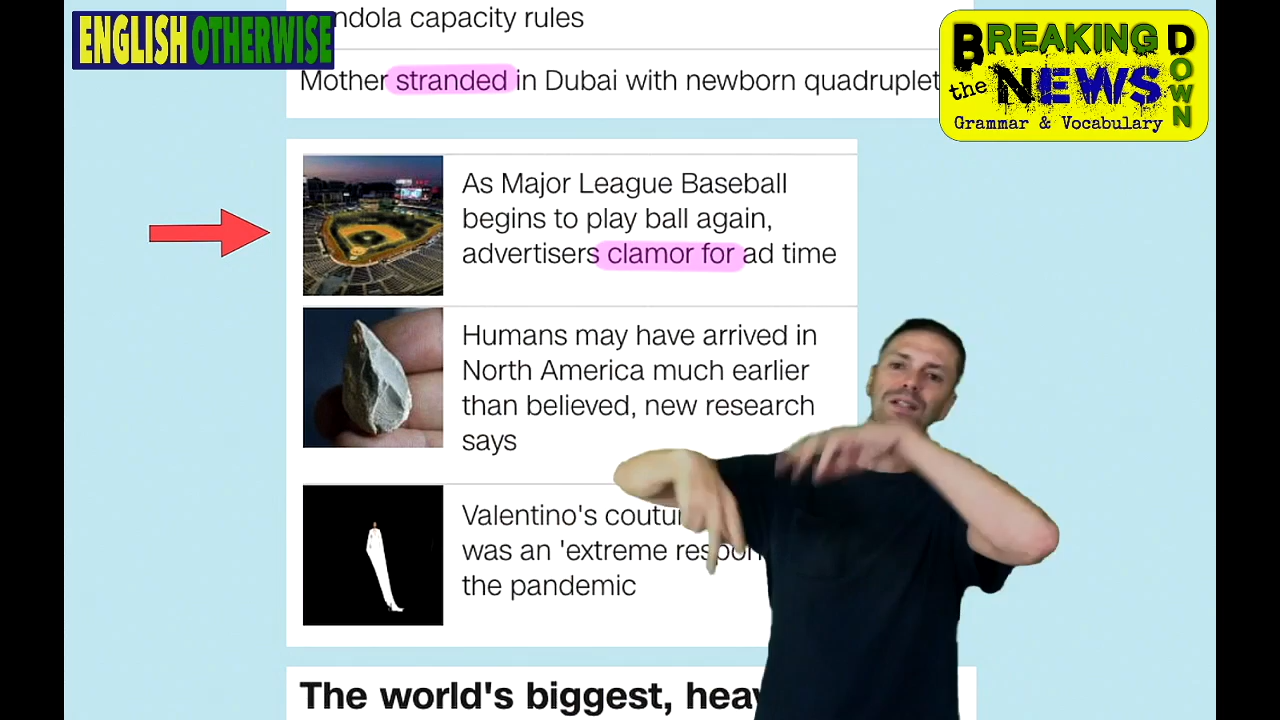 ENGLISH OTHERWISE
ndola capacity rules
BREAKING DOWN
the NEWS
Grammar & Vocabulary
Mother stranded in Dubai with newborn quadruplet
As Major League Baseball
begins to play ball again,
advertisers clamor for ad time
Humans may have arrived in
North America much earlier
than believed, new research
says
Valentino's coutu
was an 'extreme respon
the pandemic
The world's biggest, hea